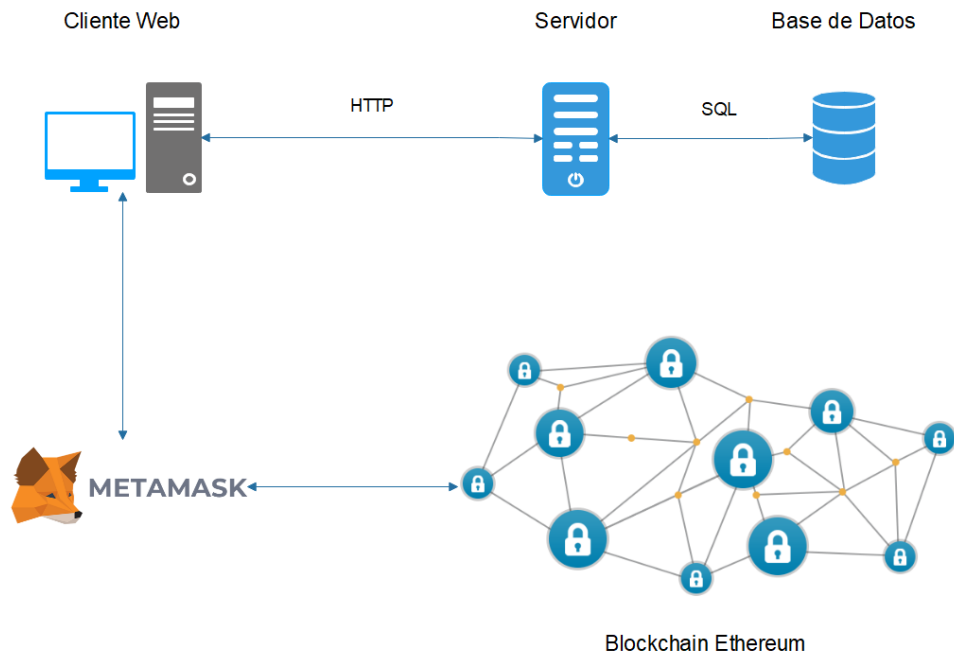 Cliente Web
Servidor
Base de Datos
HTTP
SQL
METAMASK
Blockchain Ethereum